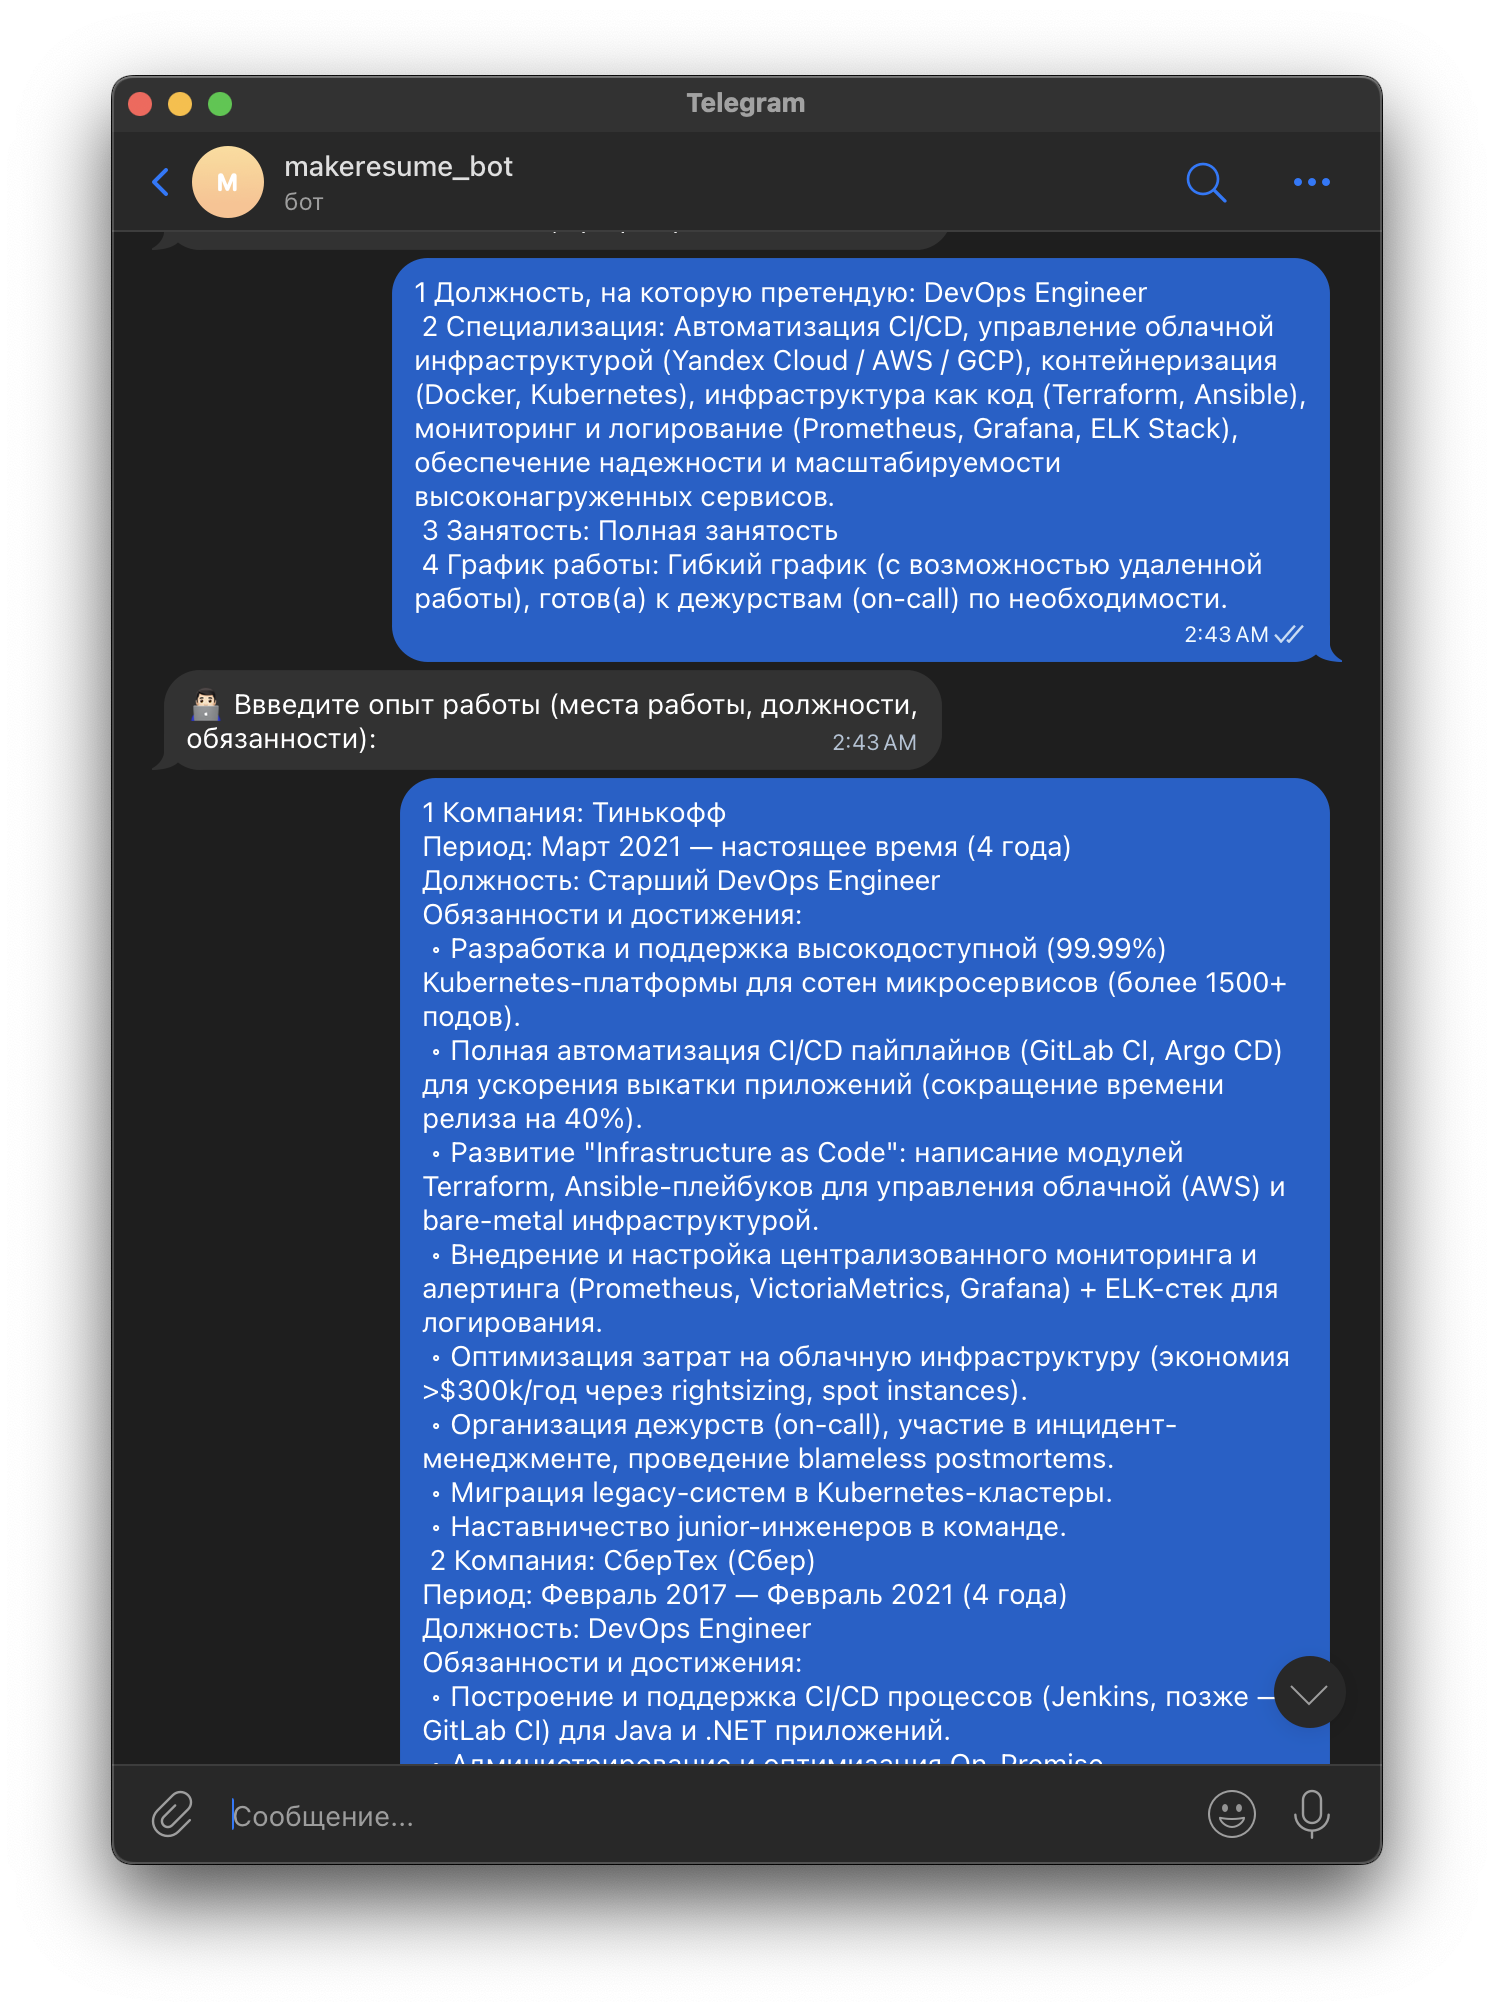 Telegram
M
makeresume_bot
бот
1 Должность, на которую претендую: DevOps Engineer
2 Специализация: Автоматизация CI/CD, управление облачной
инфраструктурой (Yandex Cloud / AWS / GCP), контейнеризация
(Docker, Kubernetes), инфраструктура как код (Terraform, Ansible),
мониторинг и логирование (Prometheus, Grafana, ELK Stack),
обеспечение надежности и масштабируемости
высоконагруженных сервисов.
3 Занятость: Полная занятость
4 График работы: Гибкий график (с возможностью удаленной
работы), готов(а) к дежурствам (on-call) по необходимости.
2:43 AM
Ввведите опыт работы (места работы, должности,
обязанности):
2:43 AM
1 Компания: Тинькофф
Период: Март 2021 — настоящее время (4 года)
Должность: Старший DevOps Engineer
Обязанности и достижения:
◦ Разработка и поддержка высокодоступной (99.99%)
Kubernetes-платформы для сотен микросервисов (более 1500+
подов).
◦ Полная автоматизация CI/CD пайплайнов (GitLab CI, Argo CD)
для ускорения выкатки приложений (сокращение времени
релиза на 40%).
◦ Развитие "Infrastructure as Code": написание модулей
Terraform, Ansible-плейбуков для управления облачной (AWS) и
bare-metal инфраструктурой.
◦ Внедрение и настройка централизованного мониторинга и
алертинга (Prometheus, VictoriaMetrics, Grafana) + ELK-стек для
логирования.
◦ Оптимизация затрат на облачную инфраструктуру (экономия
>$300k/год через rightsizing, spot instances).
◦ Организация дежурств (on-call), участие в инцидент-
менеджменте, проведение blameless postmortems.
◦ Миграция legacy-систем в Kubernetes-кластеры.
◦ Наставничество junior-инженеров в команде.
2 Компания: СберТех (Сбер)
Период: Февраль 2017 — Февраль 2021 (4 года)
Должность: DevOps Engineer
Обязанности и достижения:
◦ Построение и поддержка CI/CD процессов (Jenkins, позже —
GitLab CI) для Java и .NET приложений.
◦ Администрирование и оптимизация On-Premise
Сообщение...